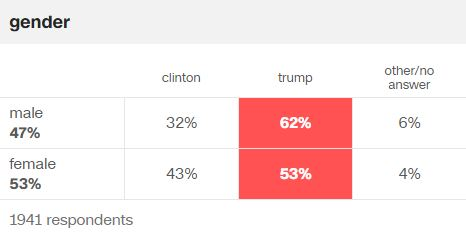 gender
clinton trump other/no answer
male 47% 32% 62% 6%
female 53% 43% 53% 4%
1941 respondents